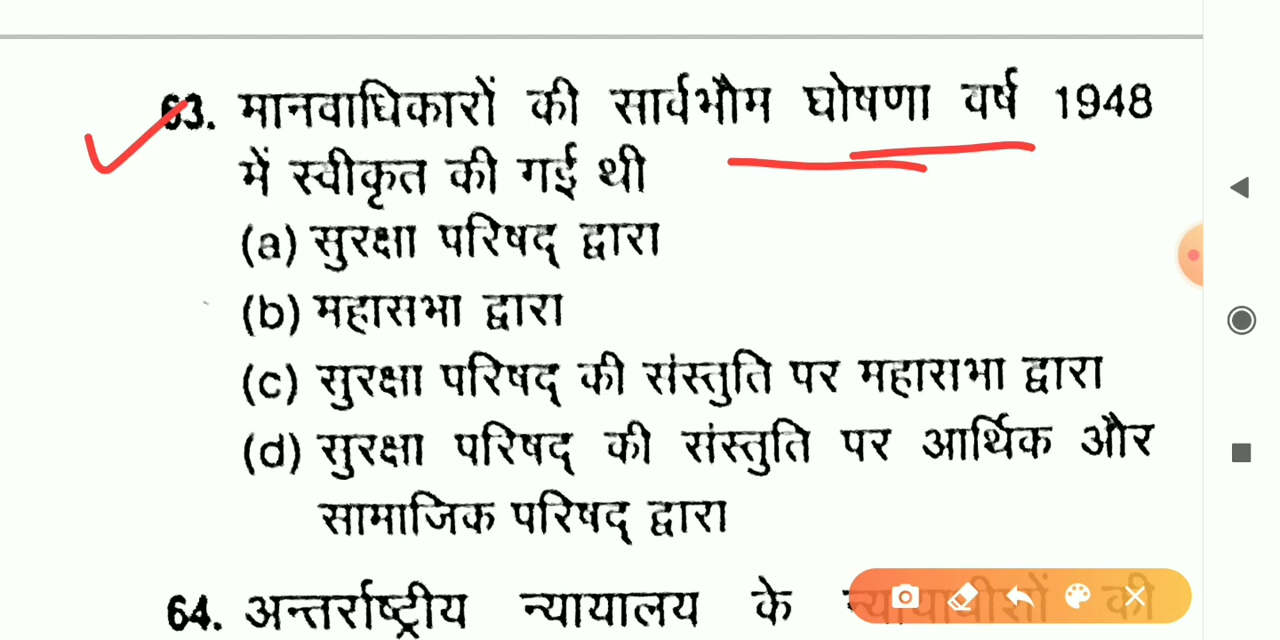 63. मानवाधिकारों की सार्वभौम घोषणा वर्ष 1948
में स्वीकृत की गई थी
(a) सुरक्षा परिषद् द्वारा
(b) महासभा द्वारा
(c) सुरक्षा परिषद् की संस्तुति पर महासभा द्वारा
(d) सुरक्षा परिषद् की संस्तुति पर आर्थिक और
सामाजिक परिषद् द्वारा
64. अन्तर्राष्ट्रीय न्यायालय के न्यायाधीशों की